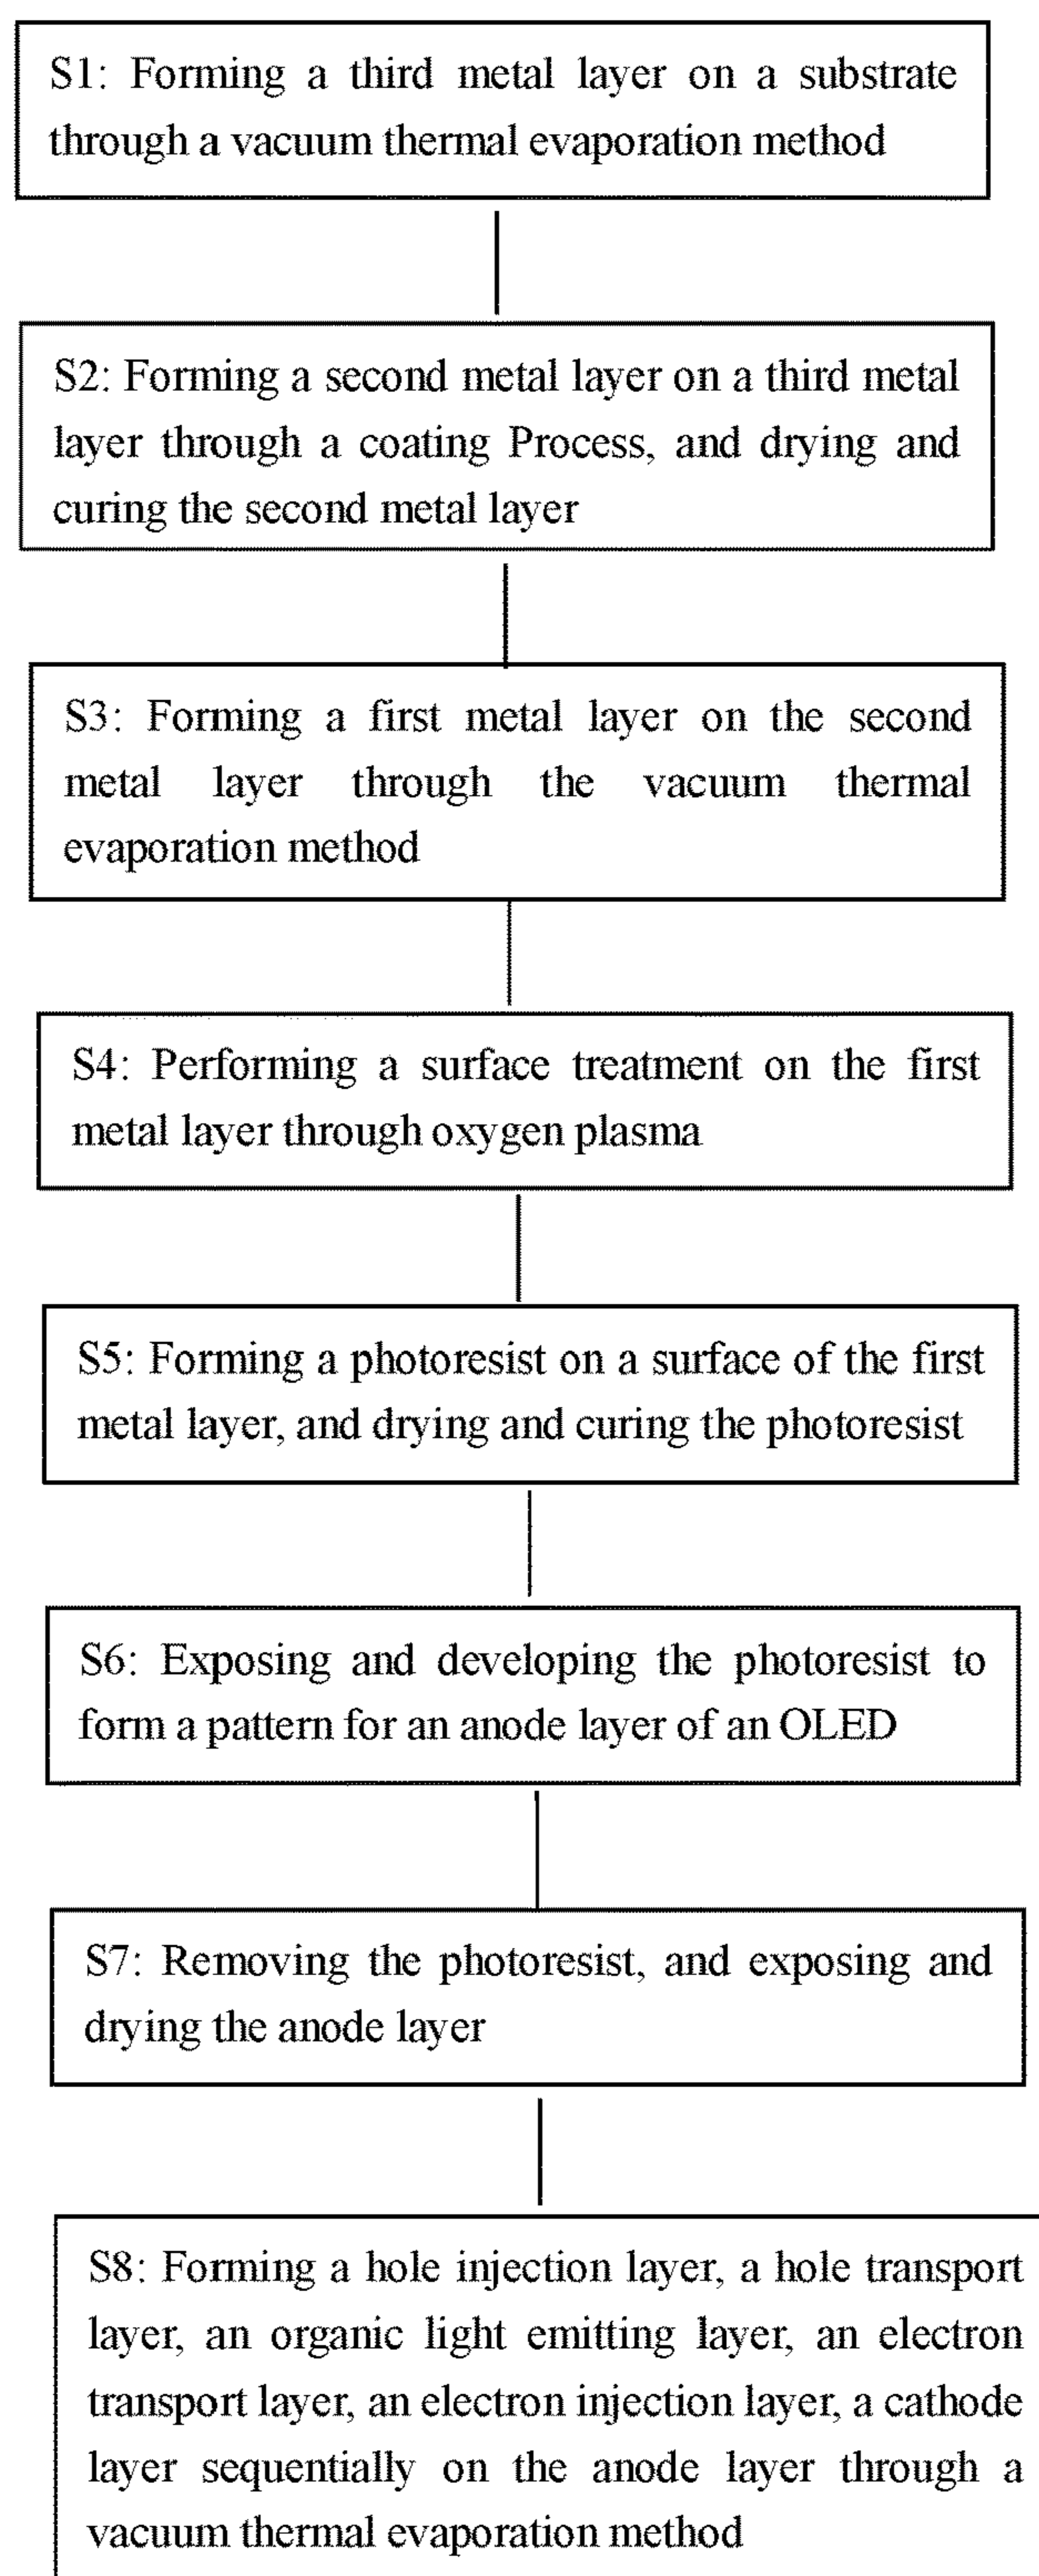 S1: Forming a third metal layer on a substrate
through a vacuum thermal evaporation method
S2: Forming a second metal layer on a third metal
layer through a coating Process, and drying and
curing the second metal layer
S3: Forming a first metal layer on the second
metal layer through the vacuum thermal
evaporation method
S4: Performing a surface treatment on the first
metal layer through oxygen plasma
S5: Forming a photoresist on a surface of the first
metal layer, and drying and curing the photoresist
S6: Exposing and developing the photoresist to
form a pattern for an anode layer of an OLED
S7: Removing the photoresist, and exposing and
drying the anode layer
S8: Forming a hole injection layer, a hole transport
layer, an organic light emitting layer, an electron
transport layer, an electron injection layer, a cathode
layer sequentially on the anode layer through a
vacuum thermal evaporation method